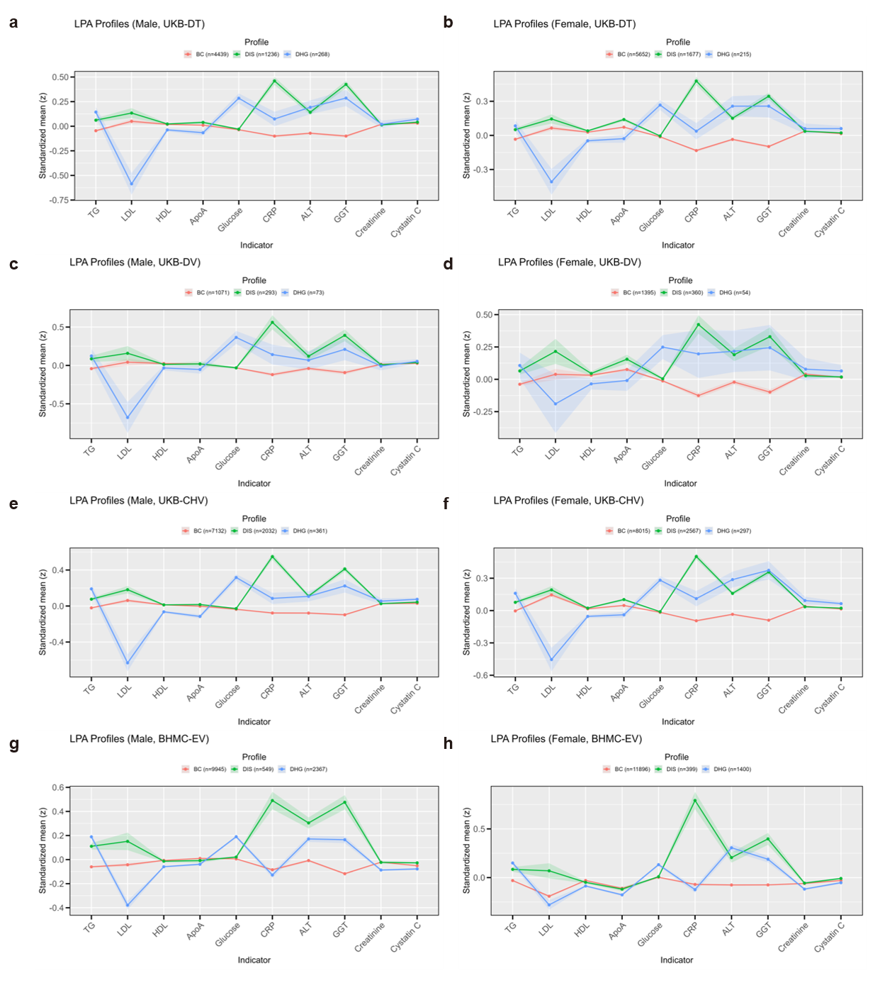 a
LPA Profiles (Male, UKB-DT)
Profile
BC (n=4439) DIS (n=1236) DHG (n=268)
Standardized mean (z)
0.50
0.25
0.00
-0.25
-0.50
-0.75
TG LDL HDL ApoA Glucose CRP ALT GGT Creatinine Cystatin C
Indicator
b
LPA Profiles (Female, UKB-DT)
Profile
BC (n=5652) DIS (n=1677) DHG (n=215)
Standardized mean (z)
0.3
0.0
-0.3
TG LDL HDL ApoA Glucose CRP ALT GGT Creatinine Cystatin C
Indicator
c
LPA Profiles (Male, UKB-DV)
Profile
BC (n=1071) DIS (n=293) DHG (n=73)
Standardized mean (z)
0.5
0.0
-0.5
TG LDL HDL ApoA Glucose CRP ALT GGT Creatinine Cystatin C
Indicator
d
LPA Profiles (Female, UKB-DV)
Profile
BC (n=1395) DIS (n=360) DHG (n=54)
Standardized mean (z)
0.50
0.25
0.00
-0.25
TG LDL HDL ApoA Glucose CRP ALT GGT Creatinine Cystatin C
Indicator
e
LPA Profiles (Male, UKB-CHV)
Profile
BC (n=7132) DIS (n=2032) DHG (n=361)
Standardized mean (z)
0.4
0.0
-0.4
TG LDL HDL ApoA Glucose CRP ALT GGT Creatinine Cystatin C
Indicator
f
LPA Profiles (Female, UKB-CHV)
Profile
BC (n=8015) DIS (n=2567) DHG (n=297)
Standardized mean (z)
0.3
0.0
-0.3
-0.6
TG LDL HDL ApoA Glucose CRP ALT GGT Creatinine Cystatin C
Indicator
g
LPA Profiles (Male, BHMC-EV)
Profile
BC (n=9945) DIS (n=549) DHG (n=2367)
Standardized mean (z)
0.6
0.4
0.2
0.0
-0.2
-0.4
TG LDL HDL ApoA Glucose CRP ALT GGT Creatinine Cystatin C
Indicator
h
LPA Profiles (Female, BHMC-EV)
Profile
BC (n=11896) DIS (n=399) DHG (n=1400)
Standardized mean (z)
0.5
0.0
TG LDL HDL ApoA Glucose CRP ALT GGT Creatinine Cystatin C
Indicator